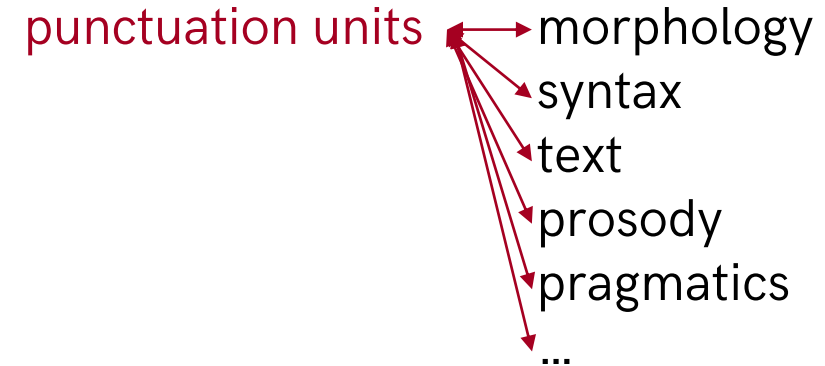 punctuation units morphology
syntax
text
prosody
pragmatics
...